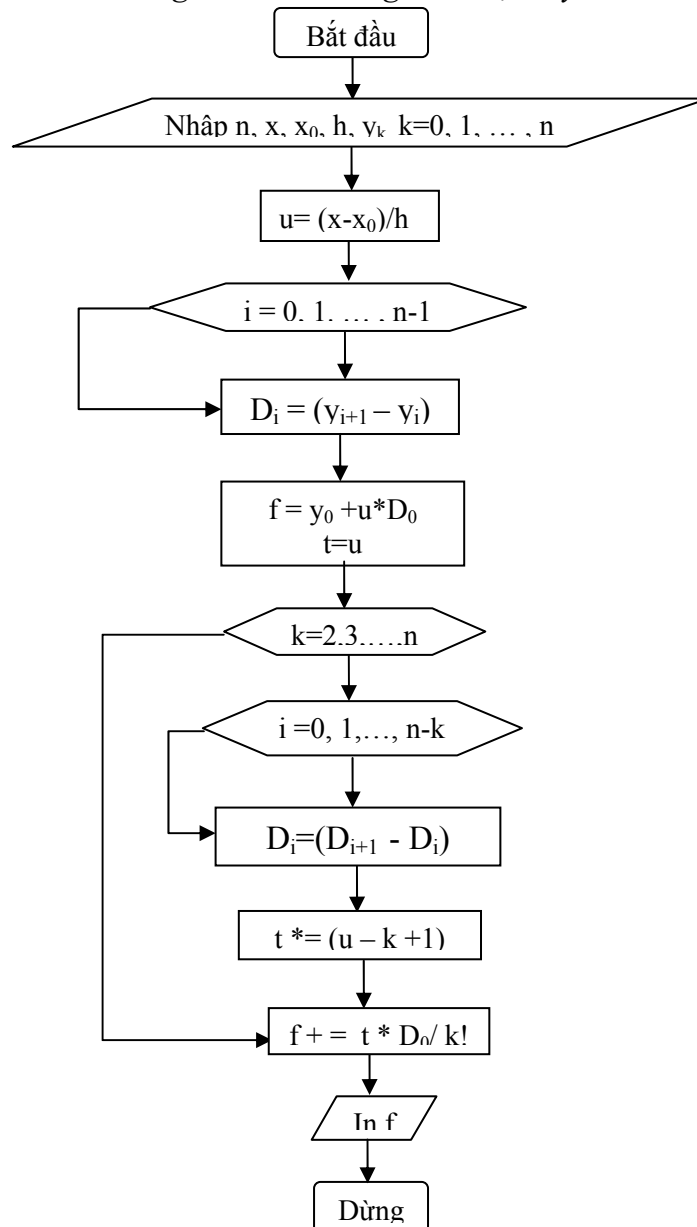 Bắt đầu
Nhập n, x, x₀, h, yₖ k=0, 1, … , n
u= (x-x₀)/h
i = 0, 1, … , n-1
Dᵢ = (yᵢ₊₁ – yᵢ)
f = y₀ +u*D₀
t=u
k=2,3,…,n
i =0, 1,…, n-k
Dᵢ=(Dᵢ₊₁ - Dᵢ)
t *= (u – k +1)
f + = t * D₀/ k!
In f
Dừng